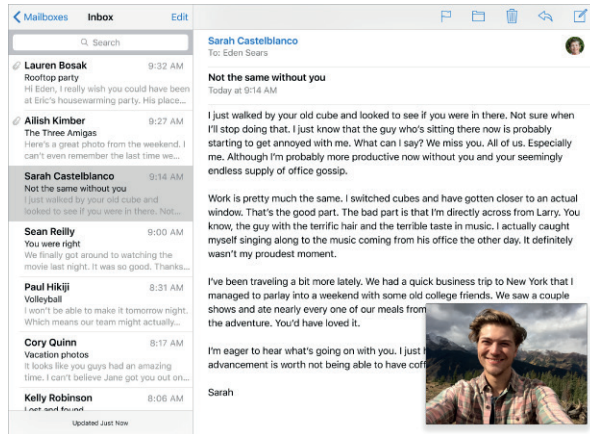 Mailboxes
Inbox
Edit
Search
Lauren Bosak 9:32 AM
Rooftop party
Hi Eden, I really wish you could have been
at Eric's housewarming party. His place...
Ailish Kimber 9:27 AM
The Three Amigas
Here's a great photo from the weekend. I
can't even remember the last time we...
Sarah Castelblanco 9:14 AM
Not the same without you
I just walked by your old cube and
looked to see if you were in there. Not...
Sean Reilly 9:00 AM
You were right
We finally got around to watching the
movie last night. It was so good. Thanks...
Paul Hikiji 8:31 AM
Volleyball
I won't be able to make it tomorrow night.
Which means our team might actually...
Cory Quinn 8:17 AM
Vacation photos
It looks like you guys had an amazing
time. I can't believe Jane got you out on...
Kelly Robinson 8:06 AM
Lost and found
Updated Just Now
Sarah Castelblanco
To: Eden Sears
Not the same without you
Today at 9:14 AM
I just walked by your old cube and looked to see if you were in there. Not sure when
I'll stop doing that. I just know that the guy who's sitting there now is probably
starting to get annoyed with me. What can I say? We miss you. All of us. Especially
me. Although I'm probably more productive now without you and your seemingly
endless supply of office gossip.
Work is pretty much the same. I switched cubes and have gotten closer to an actual
window. That's the good part. The bad part is that I'm directly across from Larry. You
know, the guy with the terrific hair and the terrible taste in music. I actually caught
myself singing along to the music coming from his office the other day. It definitely
wasn't my proudest moment.
I've been traveling a bit more lately. We had a quick business trip to New York that I
managed to parlay into a weekend with some old college friends. We saw a couple
shows and ate nearly every one of our meals from
the adventure. You'd have loved it.
I'm eager to hear what's going on with you. I just
advancement is worth not being able to have
Sarah